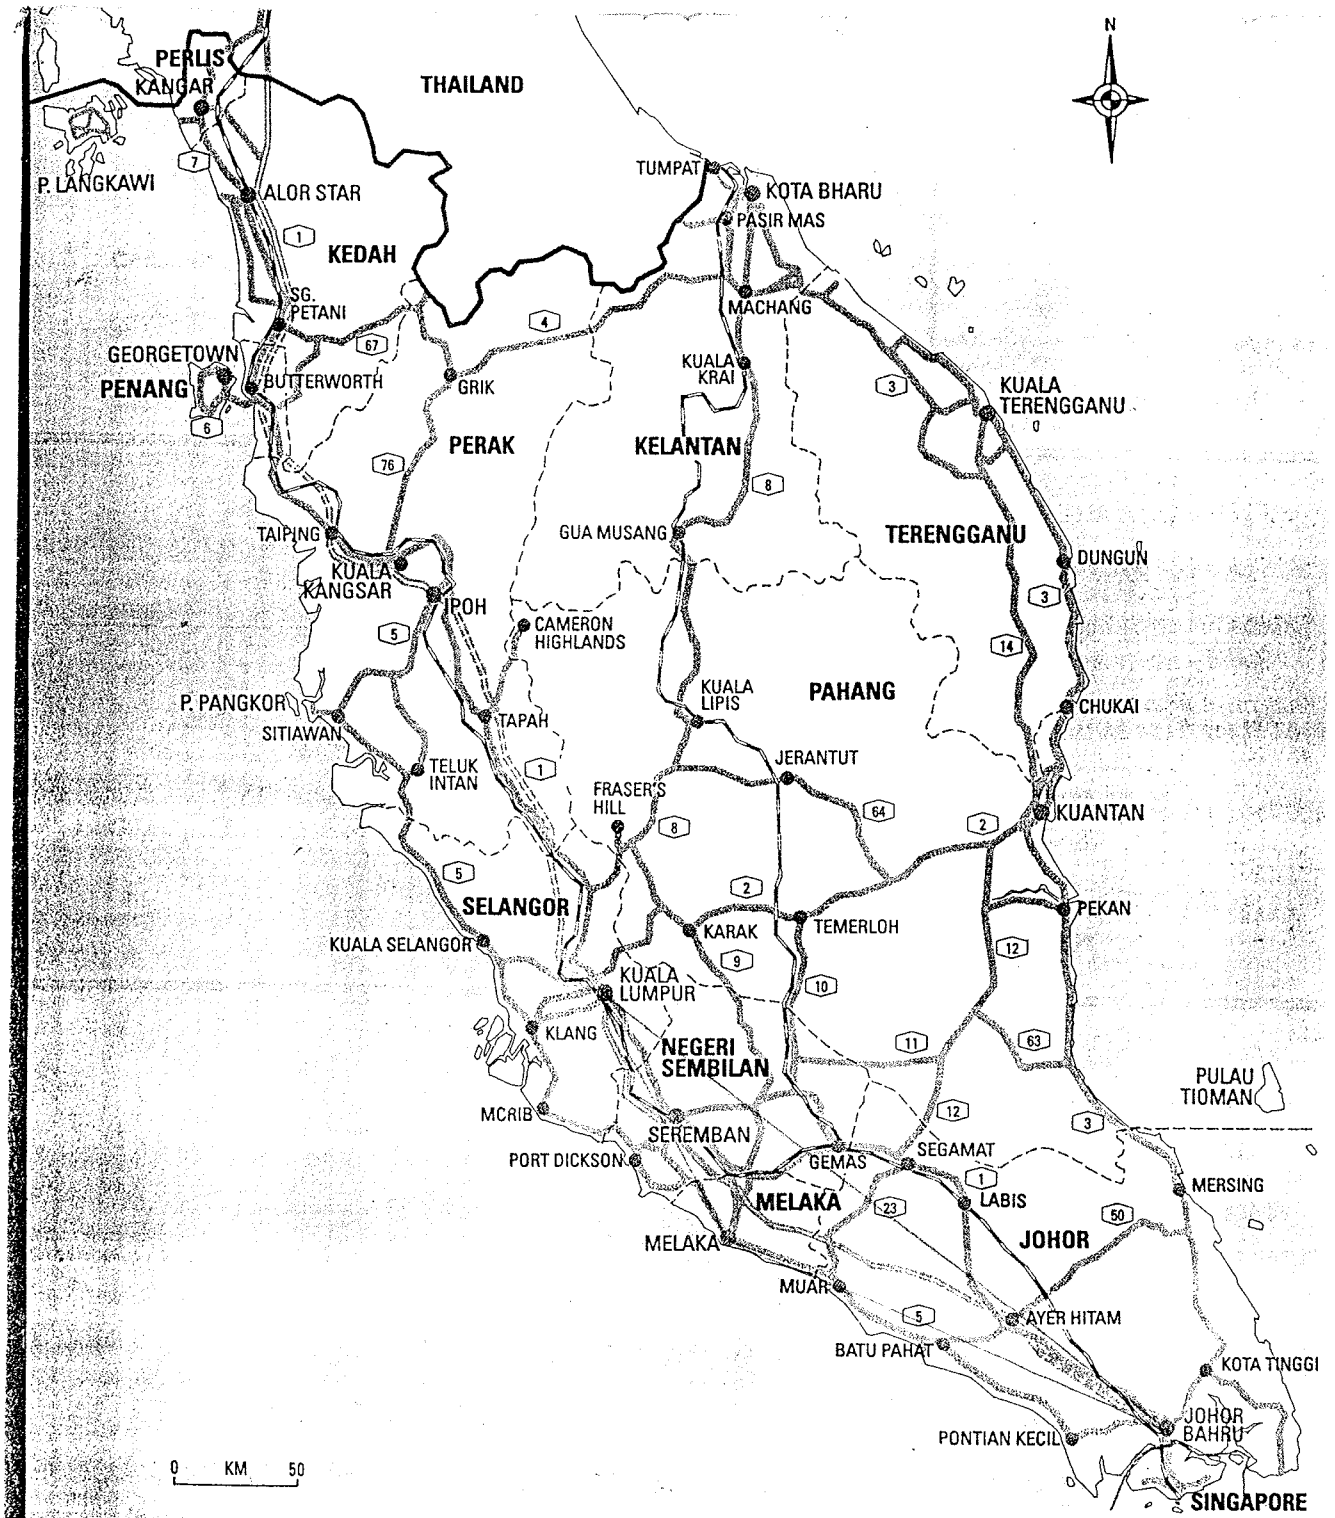 N
PERLIS
KANGAR
THAILAND
7
P. LANGKAWI
TUMPAT
KOTA BHARU
PASIR MAS
ALOR STAR
1
KEDAH
SG.
PETANI
MACHANG
67
4
GEORGETOWN
PENANG
BUTTERWORTH
6
GRIK
KUALA
KRAI
3
KUALA
TERENGGANU
PERAK
KELANTAN
76
8
TAIPING
GUA MUSANG
TERENGGANU
DUNGUN
KUALA
KANGSAR
IPOH
3
5
CAMERON
HIGHLANDS
14
P. PANGKOR
SITIAWAN
TAPAH
KUALA
LIPIS
PAHANG
CHUKAI
TELUK
INTAN
1
JERANTUT
FRASER'S
HILL
8
64
2
KUANTAN
5
SELANGOR
2
PEKAN
KUALA SELANGOR
KARAK
TEMERLOH
9
12
KUALA
LUMPUR
10
KLANG
NEGERI
SEMBILAN
11
63
PULAU
TIOMAN
MCRIB
12
3
SEREMBAN
PORT DICKSON
GEMAS
SEGAMAT
1
MERSING
MELAKA
23
LABIS
50
MELAKA
JOHOR
MUAR
5
AYER HITAM
BATU PAHAT
KOTA TINGGI
JOHOR
BAHRU
PONTIAN KECIL
0 KM 50
SINGAPORE